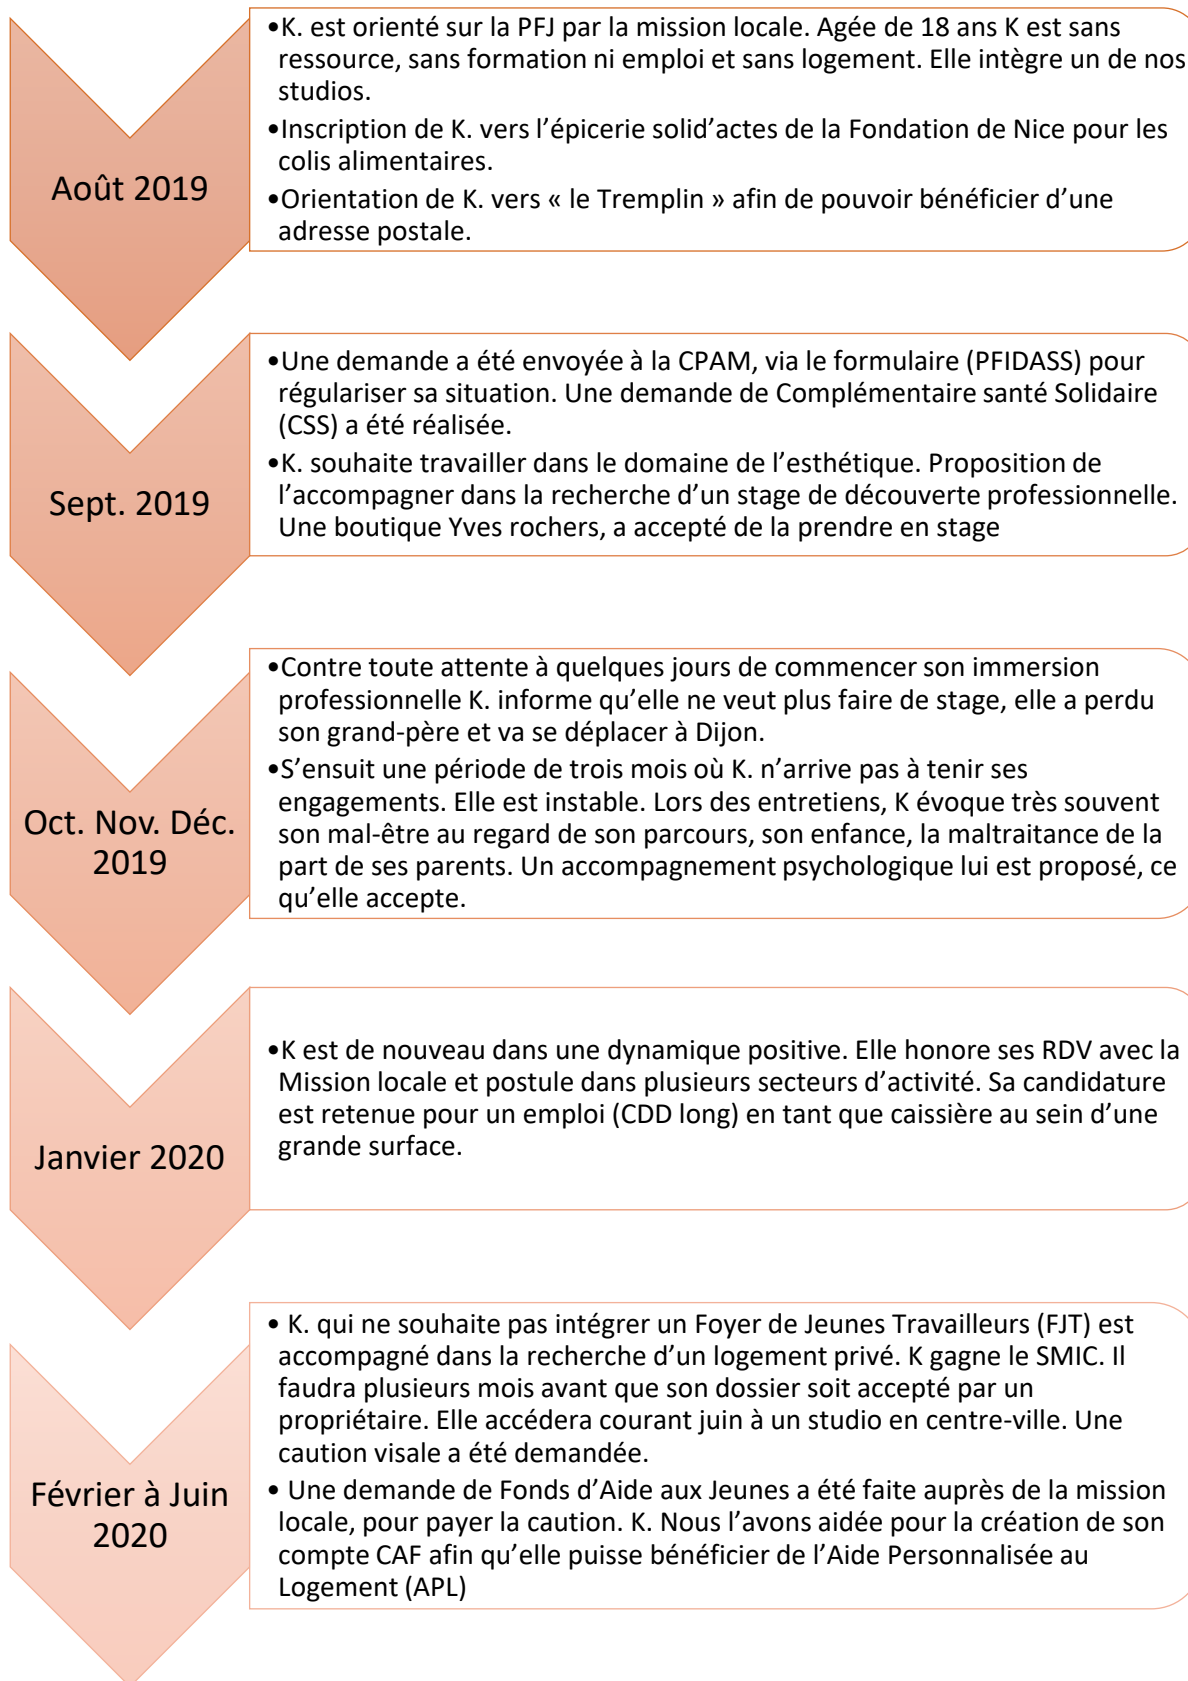 Août 2019
•K. est orienté sur la PFJ par la mission locale. Agée de 18 ans K est sans
ressource, sans formation ni emploi et sans logement. Elle intègre un de nos
studios.
•Inscription de K. vers l’épicerie solid’actes de la Fondation de Nice pour les
colis alimentaires.
•Orientation de K. vers « le Tremplin » afin de pouvoir bénéficier d’une
adresse postale.
Sept. 2019
•Une demande a été envoyée à la CPAM, via le formulaire (PFIDASS) pour
régulariser sa situation. Une demande de Complémentaire santé Solidaire
(CSS) a été réalisée.
•K. souhaite travailler dans le domaine de l’esthétique. Proposition de
l’accompagner dans la recherche d’un stage de découverte professionnelle.
Une boutique Yves rochers, a accepté de la prendre en stage
Oct. Nov. Déc.
2019
•Contre toute attente à quelques jours de commencer son immersion
professionnelle K. informe qu’elle ne veut plus faire de stage, elle a perdu
son grand-père et va se déplacer à Dijon.
•S’ensuit une période de trois mois où K. n’arrive pas à tenir ses
engagements. Elle est instable. Lors des entretiens, K évoque très souvent
son mal-être au regard de son parcours, son enfance, la maltraitance de la
part de ses parents. Un accompagnement psychologique lui est proposé, ce
qu’elle accepte.
Janvier 2020
•K est de nouveau dans une dynamique positive. Elle honore ses RDV avec la
Mission locale et postule dans plusieurs secteurs d’activité. Sa candidature
est retenue pour un emploi (CDD long) en tant que caissière au sein d’une
grande surface.
Février à Juin
2020
• K. qui ne souhaite pas intégrer un Foyer de Jeunes Travailleurs (FJT) est
accompagné dans la recherche d’un logement privé. K gagne le SMIC. Il
faudra plusieurs mois avant que son dossier soit accepté par un
propriétaire. Elle accédera courant juin à un studio en centre-ville. Une
caution visale a été demandée.
• Une demande de Fonds d’Aide aux Jeunes a été faite auprès de la mission
locale, pour payer la caution. K. Nous l’avons aidée pour la création de son
compte CAF afin qu’elle puisse bénéficier de l’Aide Personnalisée au
Logement (APL)